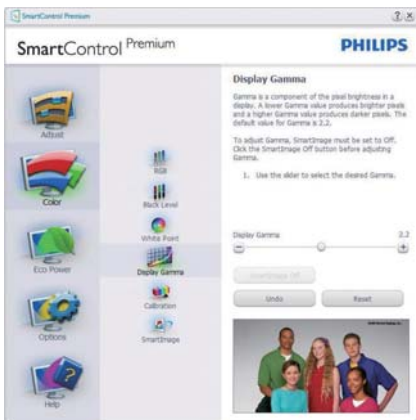 SmartControl Premium
SmartControl Premium
PHILIPS
Adjust
Color
Eco Power
Options
Help
RGB
Black Level
White Point
Display Gamma
Calibration
SmartImage
Display Gamma
Gamma is a component of the pixel brightness in a
display. A lower Gamma value produces brighter pixels
and a higher Gamma value produces darker pixels. The
default value for Gamma is 2.2.
To adjust Gamma, SmartImage must be set to Off.
Click the SmartImage Off button before adjusting
Gamma.
1. Use the slider to select the desired Gamma.
Display Gamma 2.2
SmartImage Off
Undo Reset